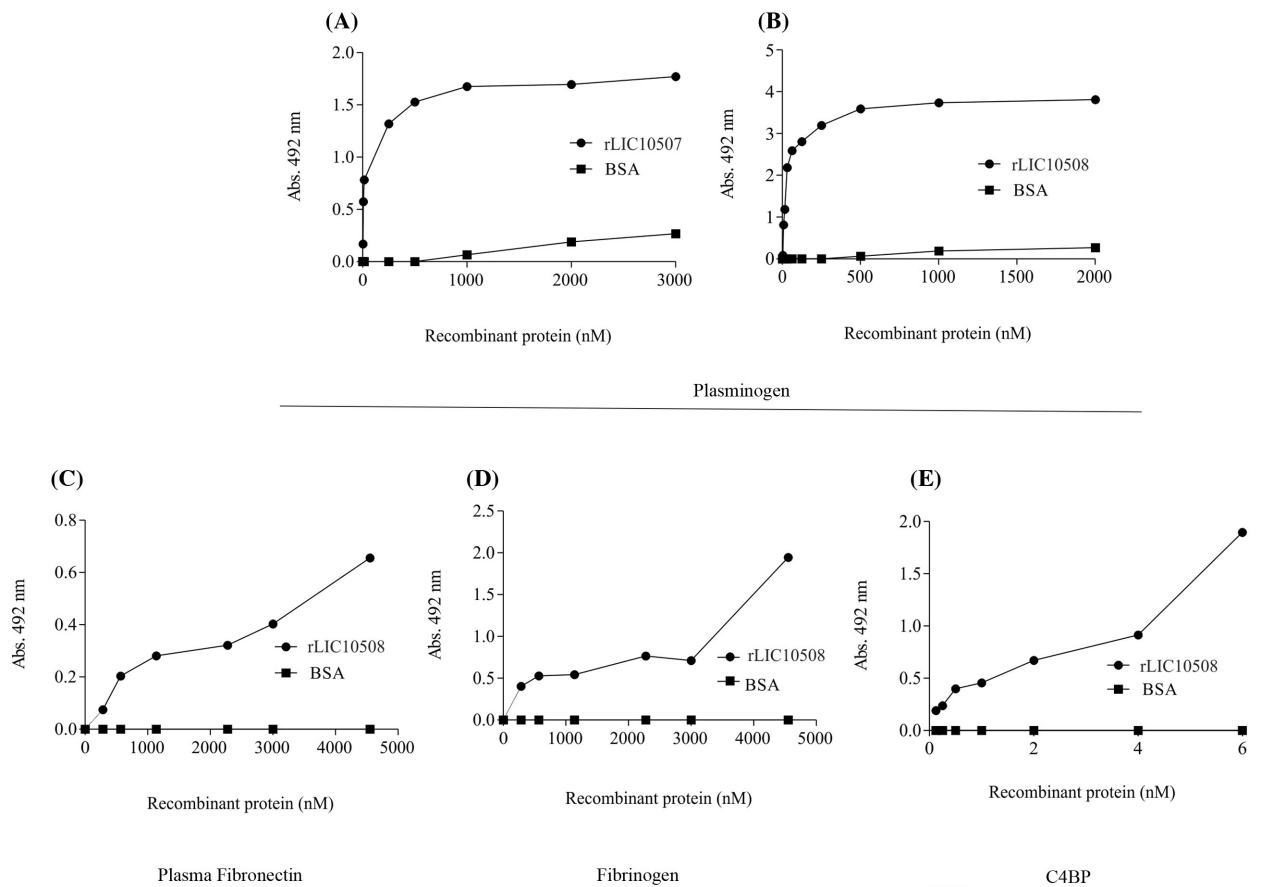 (A)
2.0
1.5
1.0
0.5
0.0
Abs. 492 nm
rLIC10507
BSA
0 1000 2000 3000
Recombinant protein (nM)
(B)
5
4
3
2
1
0
Abs. 492 nm
rLIC10508
BSA
0 500 1000 1500 2000
Recombinant protein (nM)
Plasminogen
(C)
0.8
0.6
0.4
0.2
0.0
Abs. 492 nm
rLIC10508
BSA
0 1000 2000 3000 4000 5000
Recombinant protein (nM)
Plasma Fibronectin
(D)
2.5
2.0
1.5
1.0
0.5
0.0
Abs. 492 nm
rLIC10508
BSA
0 1000 2000 3000 4000 5000
Recombinant protein (nM)
Fibrinogen
(E)
2.0
1.5
1.0
0.5
0.0
Abs. 492 nm
rLIC10508
BSA
0 2 4 6
Recombinant protein (nM)
C4BP